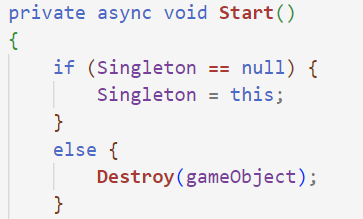 private async void Start()
{
    if (Singleton == null) {
        Singleton = this;
    }
    else {
        Destroy(gameObject);
    }